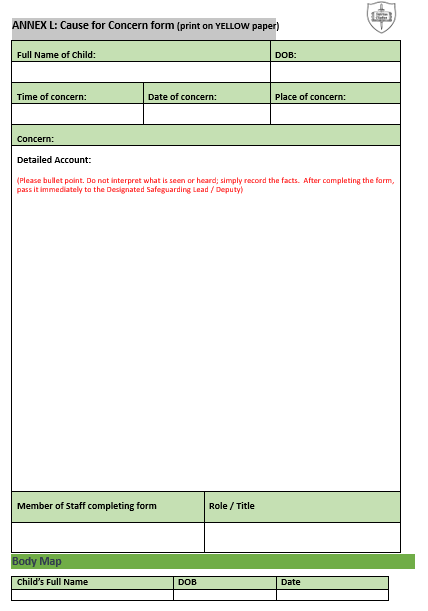 ANNEX L: Cause for Concern form (print on YELLOW paper)
Full Name of Child:
DOB:
Time of concern:
Date of concern:
Place of concern:
Concern:
Detailed Account:
(Please bullet point. Do not interpret what is seen or heard; simply record the facts.  After completing the form,
pass it immediately to the Designated Safeguarding Lead / Deputy)
Member of Staff completing form
Role / Title
Body Map
Child's Full Name
DOB
Date